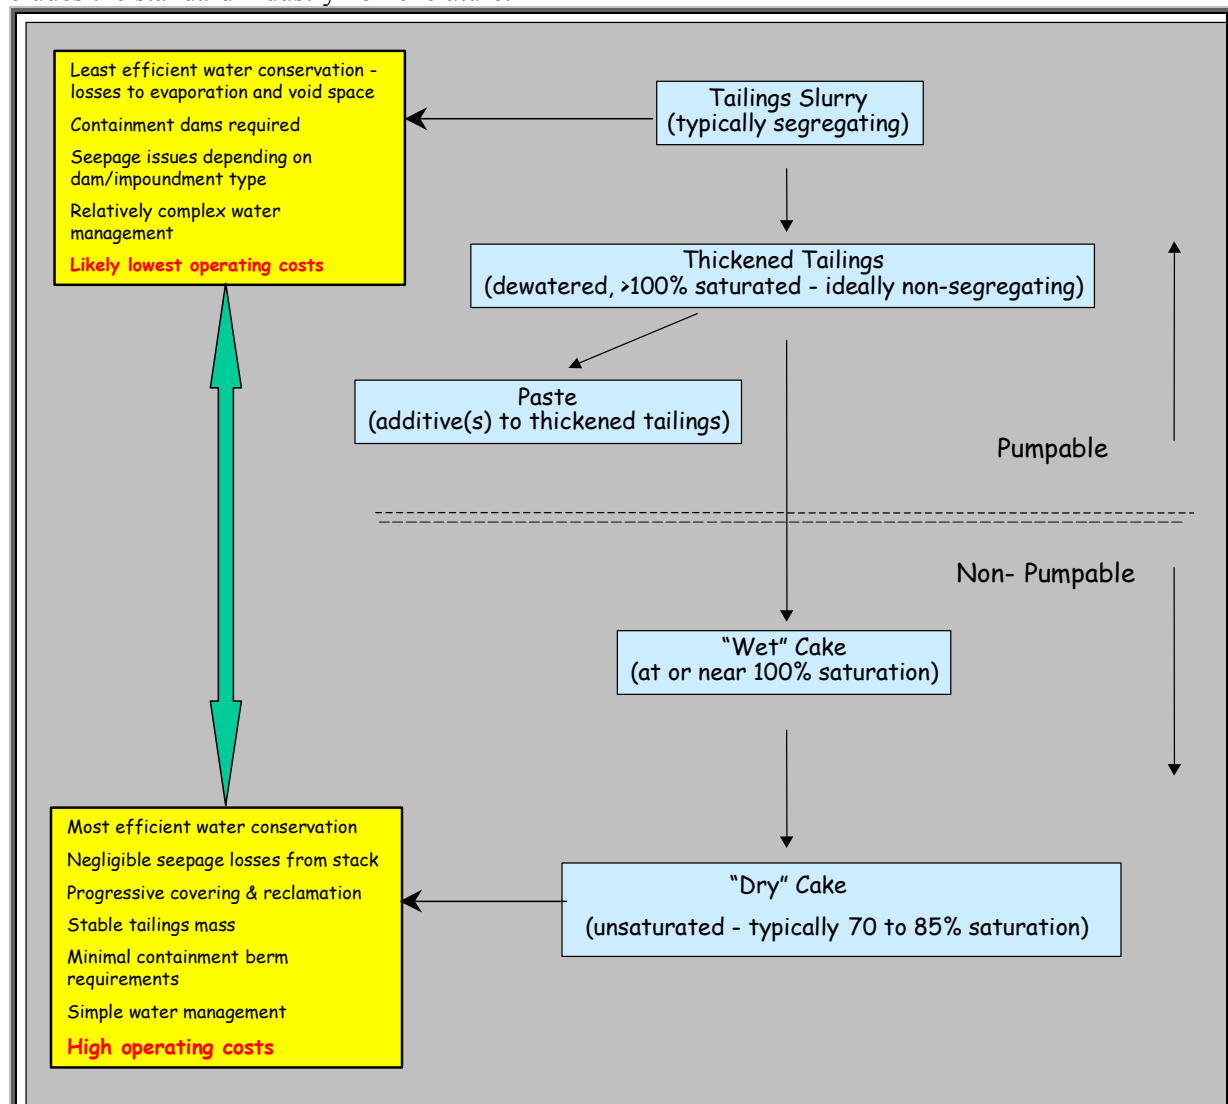 Least efficient water conservation -
losses to evaporation and void space
Containment dams required
Seepage issues depending on
dam/impoundment type
Relatively complex water
management
Likely lowest operating costs
Tailings Slurry
(typically segregating)
Thickened Tailings
(dewatered, >100% saturated - ideally non-segregating)
Paste
(additive(s) to thickened tailings)
Pumpable
Non- Pumpable
“Wet” Cake
(at or near 100% saturation)
Most efficient water conservation
Negligible seepage losses from stack
Progressive covering & reclamation
Stable tailings mass
Minimal containment berm
requirements
Simple water management
High operating costs
“Dry” Cake
(unsaturated - typically 70 to 85% saturation)